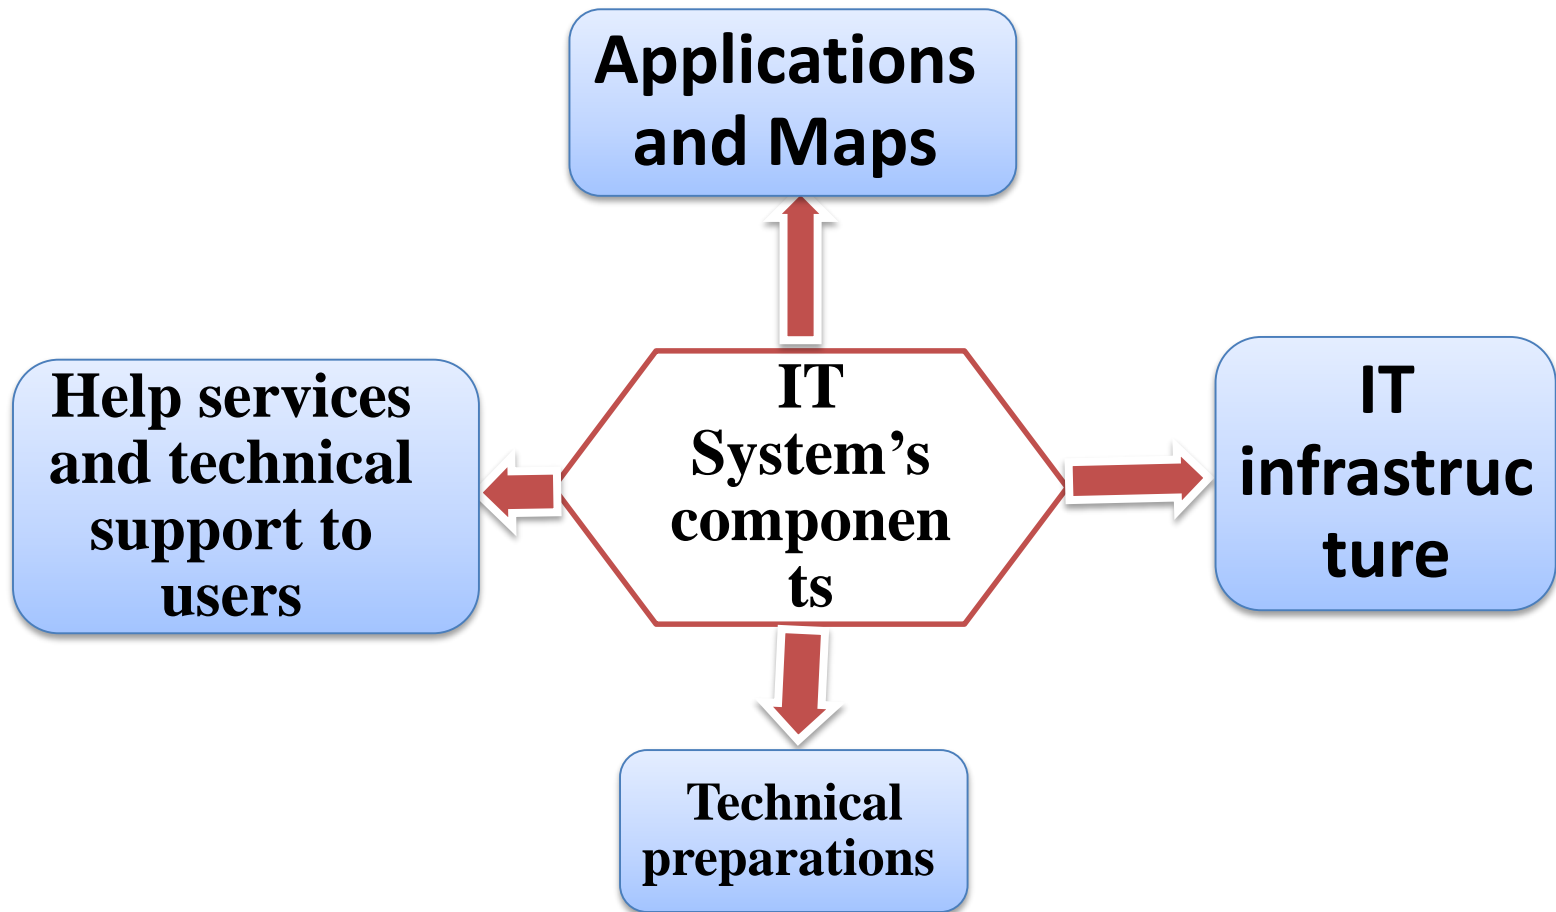 Applications
and Maps
Help services
and technical
support to
users
IT
System’s
componen
ts
IT
infrastruc
ture
Technical
preparations